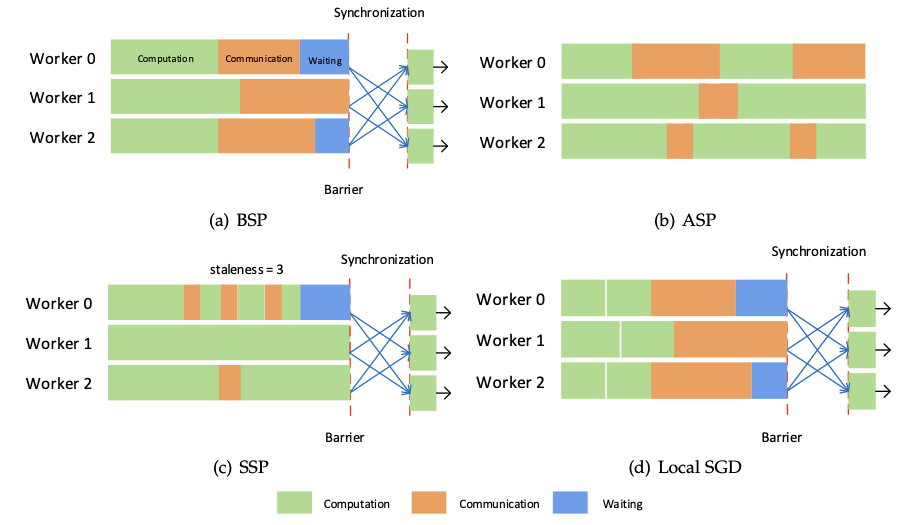 Synchronization
Worker 0
Computation
Communication
Waiting
Worker 1
Worker 2
Barrier
(a) BSP
Worker 0
Worker 1
Worker 2
(b) ASP
staleness = 3
Synchronization
Worker 0
Worker 1
Worker 2
Barrier
(c) SSP
Synchronization
Worker 0
Worker 1
Worker 2
Barrier
(d) Local SGD
Computation
Communication
Waiting